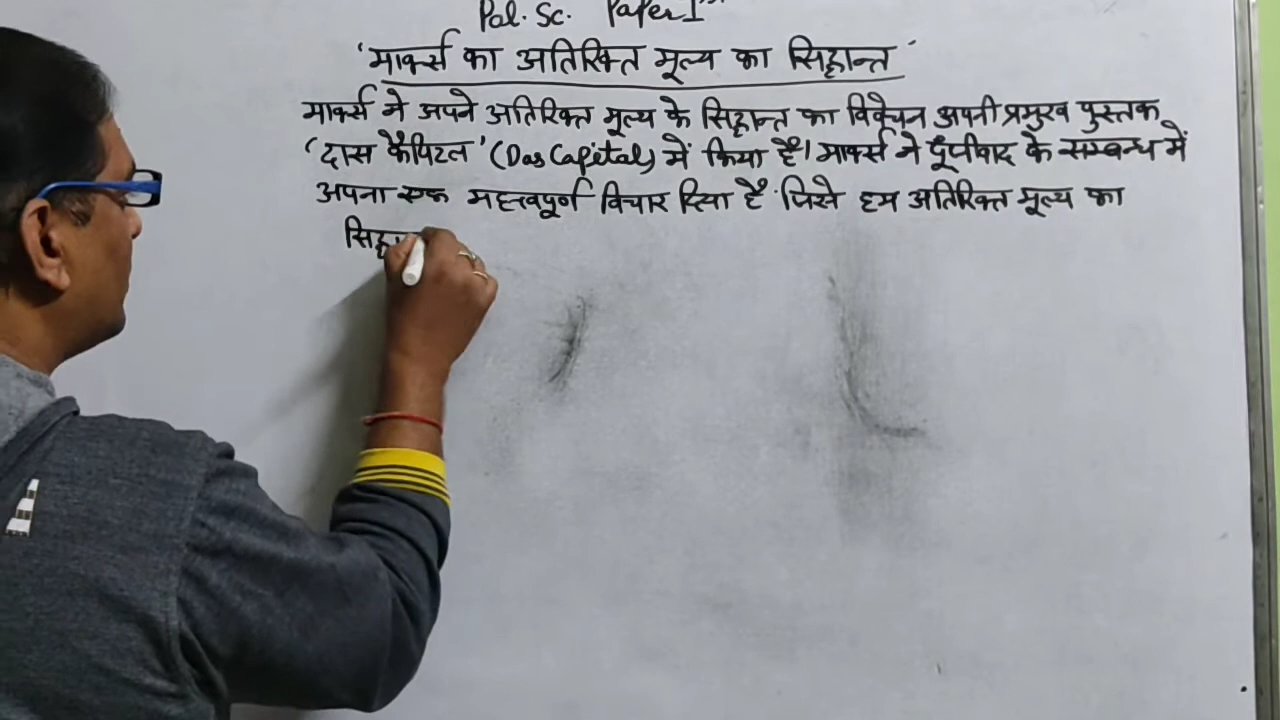 Pol. Sc. Paper Ist
'मार्क्स का अतिरिक्त मूल्य का सिद्धान्त'
मार्क्स ने अपने अतिरिक्त मूल्य के सिद्धान्त का विवेचन अपनी प्रमुख पुस्तक
'दास कैपिटल' (Das Capital) में किया है। मार्क्स ने पूंजीवाद के सम्बन्ध में
अपना एक महत्त्वपूर्ण विचार दिया है जिसे हम अतिरिक्त मूल्य का